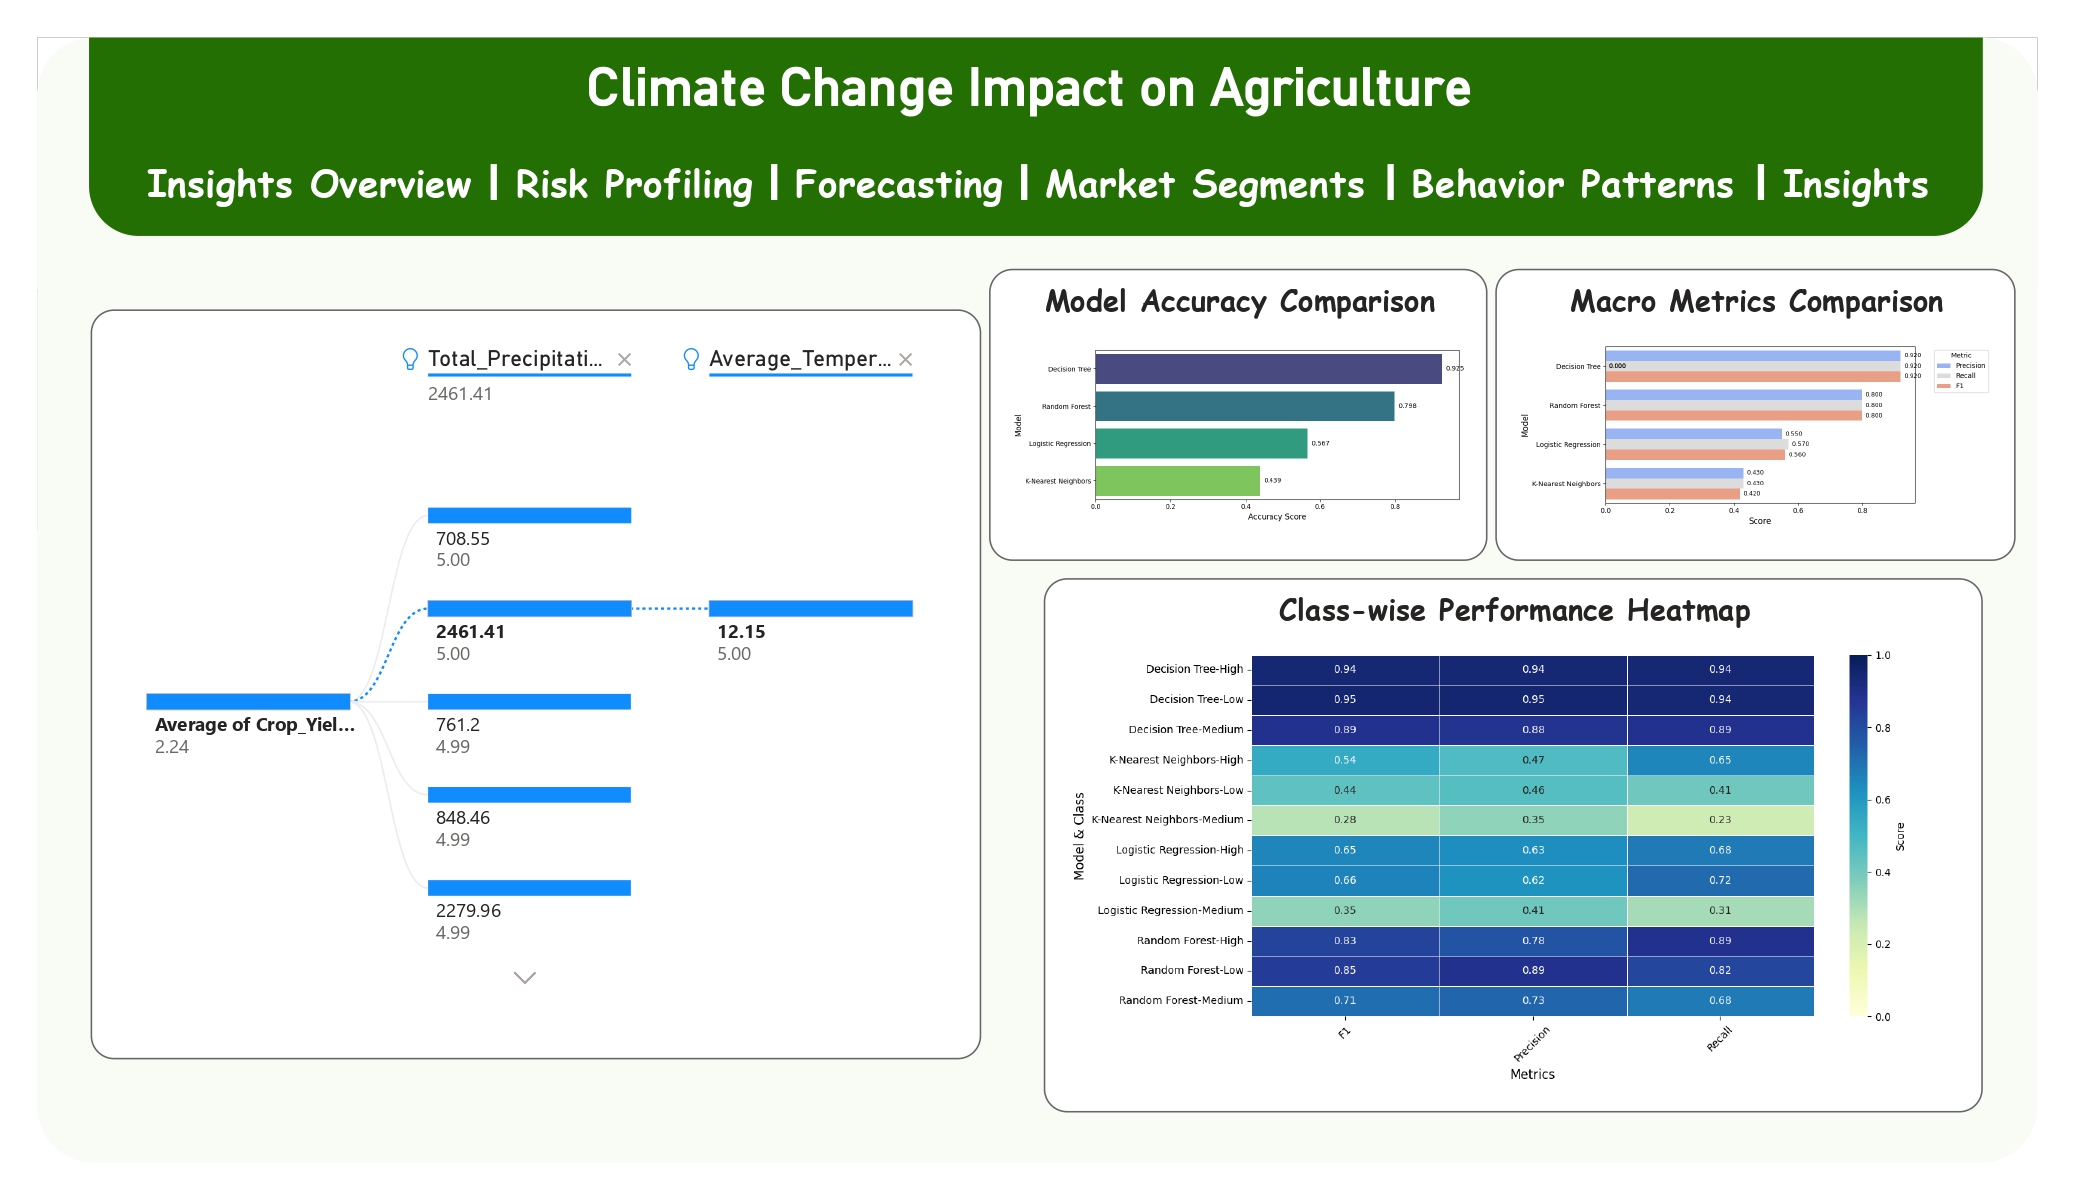 Climate Change Impact on Agriculture
Insights Overview | Risk Profiling | Forecasting | Market Segments | Behavior Patterns | Insights
Total_Precipitati...
2461.41
Average_Temper...
708.55
5.00
2461.41
5.00
12.15
5.00
Average of Crop_Yiel...
2.24
761.2
4.99
848.46
4.99
2279.96
4.99
Model Accuracy Comparison
Model
Decision Tree
0.925
Random Forest
0.798
Logistic Regression
0.567
K-Nearest Neighbors
0.439
0.0 0.2 0.4 0.6 0.8
Accuracy Score
Macro Metrics Comparison
Model
Decision Tree
0.000
0.920
0.920
0.920
Random Forest
0.800
0.800
0.800
Logistic Regression
0.550
0.570
0.560
K-Nearest Neighbors
0.430
0.430
0.420
0.0 0.2 0.4 0.6 0.8
Score
Metric
Precision
Recall
F1
Class-wise Performance Heatmap
Model & Class
Decision Tree-High 0.94 0.94 0.94
Decision Tree-Low 0.95 0.95 0.94
Decision Tree-Medium 0.89 0.88 0.89
K-Nearest Neighbors-High 0.54 0.47 0.65
K-Nearest Neighbors-Low 0.44 0.46 0.41
K-Nearest Neighbors-Medium 0.28 0.35 0.23
Logistic Regression-High 0.65 0.63 0.68
Logistic Regression-Low 0.66 0.62 0.72
Logistic Regression-Medium 0.35 0.41 0.31
Random Forest-High 0.83 0.78 0.89
Random Forest-Low 0.85 0.89 0.82
Random Forest-Medium 0.71 0.73 0.68
F1 Precision Recall
Metrics
1.0
0.8
0.6
0.4
0.2
0.0
Score